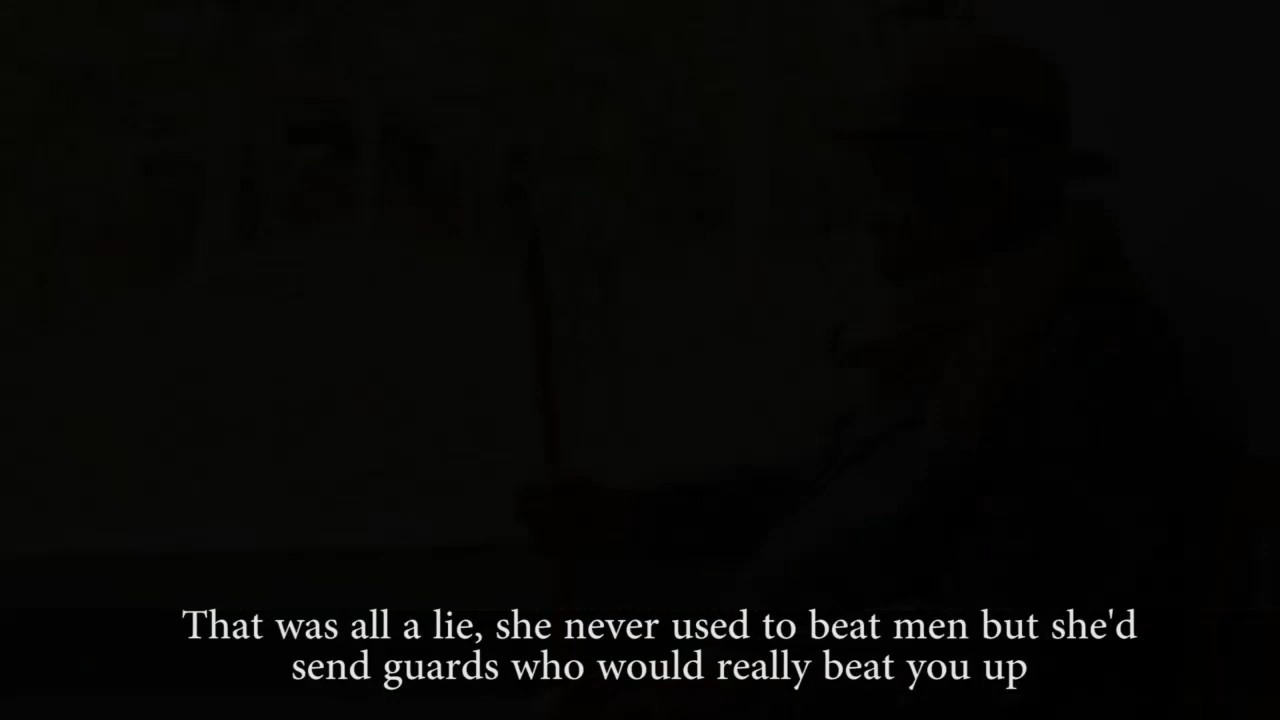 That was all a lie, she never used to beat men but she'd
send guards who would really beat you up